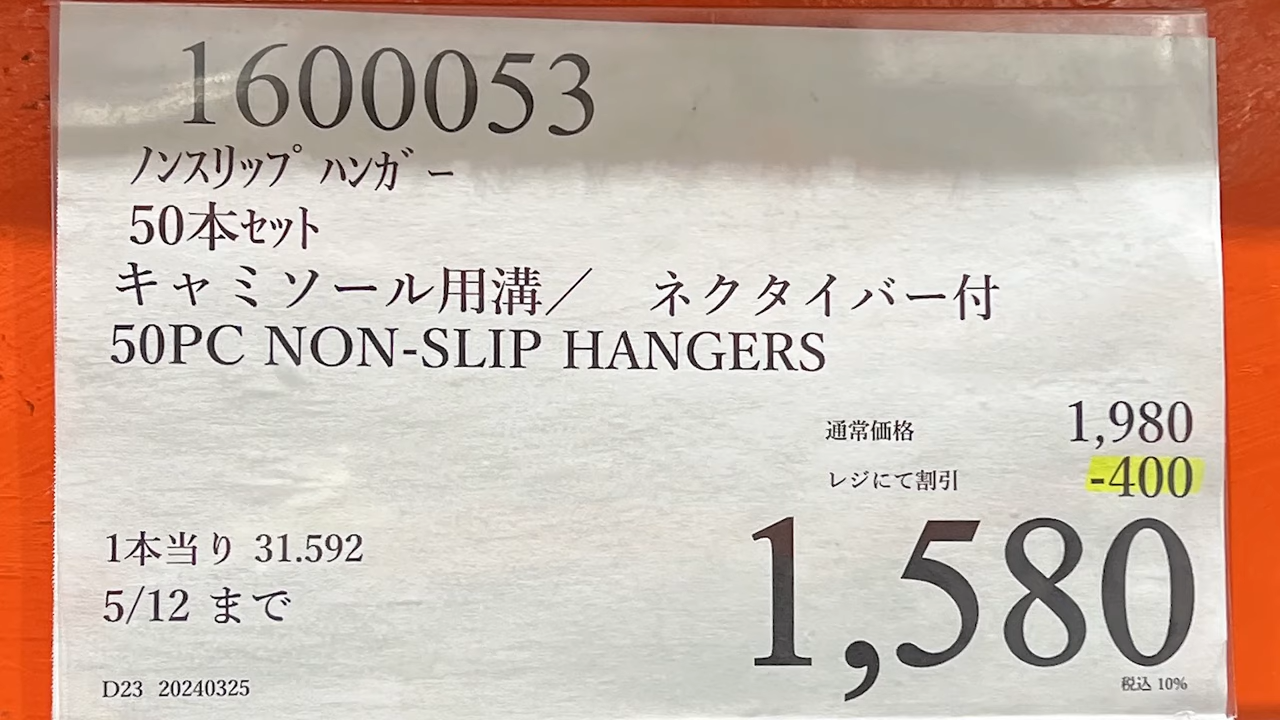 1600053
ﾉﾝｽﾘｯﾌﾟ ﾊﾝｶﾞｰ
50本ｾｯﾄ
キャミソール用溝／　ネクタイバー付
50PC NON-SLIP HANGERS
通常価格 1,980
レジにて割引 -400
1,580
1本当り 31.592
5/12 まで
税込 10%
D23 20240325